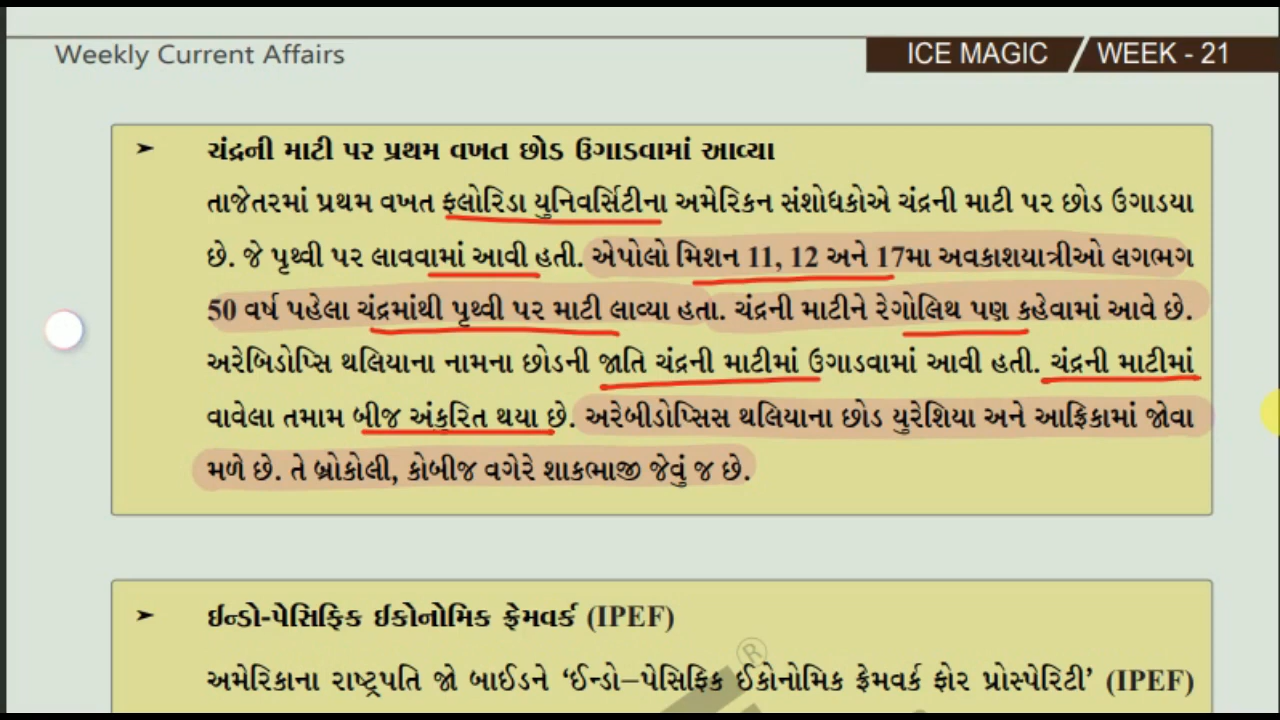 Weekly Current Affairs
ICE MAGIC / WEEK - 21
➤ ચંદ્રની માટી પર પ્રથમ વખત છોડ ઉગાડવામાં આવ્યા
તાજેતરમાં પ્રથમ વખત ફ્લોરિડા યુનિવર્સિટીના અમેરિકન સંશોધકોએ ચંદ્રની માટી પર છોડ ઉગાડયા
છે. જે પૃથ્વી પર લાવવામાં આવી હતી. એપોલો મિશન 11, 12 અને 17મા અવકાશયાત્રીઓ લગભગ
50 વર્ષ પહેલા ચંદ્રમાંથી પૃથ્વી પર માટી લાવ્યા હતા. ચંદ્રની માટીને રેગોલિથ પણ કહેવામાં આવે છે.
અરેબિડોપ્સિ થલિયાના નામના છોડની જાતિ ચંદ્રની માટીમાં ઉગાડવામાં આવી હતી. ચંદ્રની માટીમાં
વાવેલા તમામ બીજ અંકુરિત થયા છે. અરેબીડોપ્સિસ થલિયાના છોડ યુરેશિયા અને આફ્રિકામાં જોવા
મળે છે. તે બ્રોકોલી, કોબીજ વગેરે શાકભાજી જેવું જ છે.
➤ ઈન્ડો-પેસિફિક ઈકોનોમિક ફ્રેમવર્ક (IPEF)
®
અમેરિકાના રાષ્ટ્રપતિ જો બાઈડને ‘ઈન્ડો–પેસિફિક ઈકોનોમિક ફ્રેમવર્ક ફોર પ્રોસ્પેરિટી’ (IPEF)